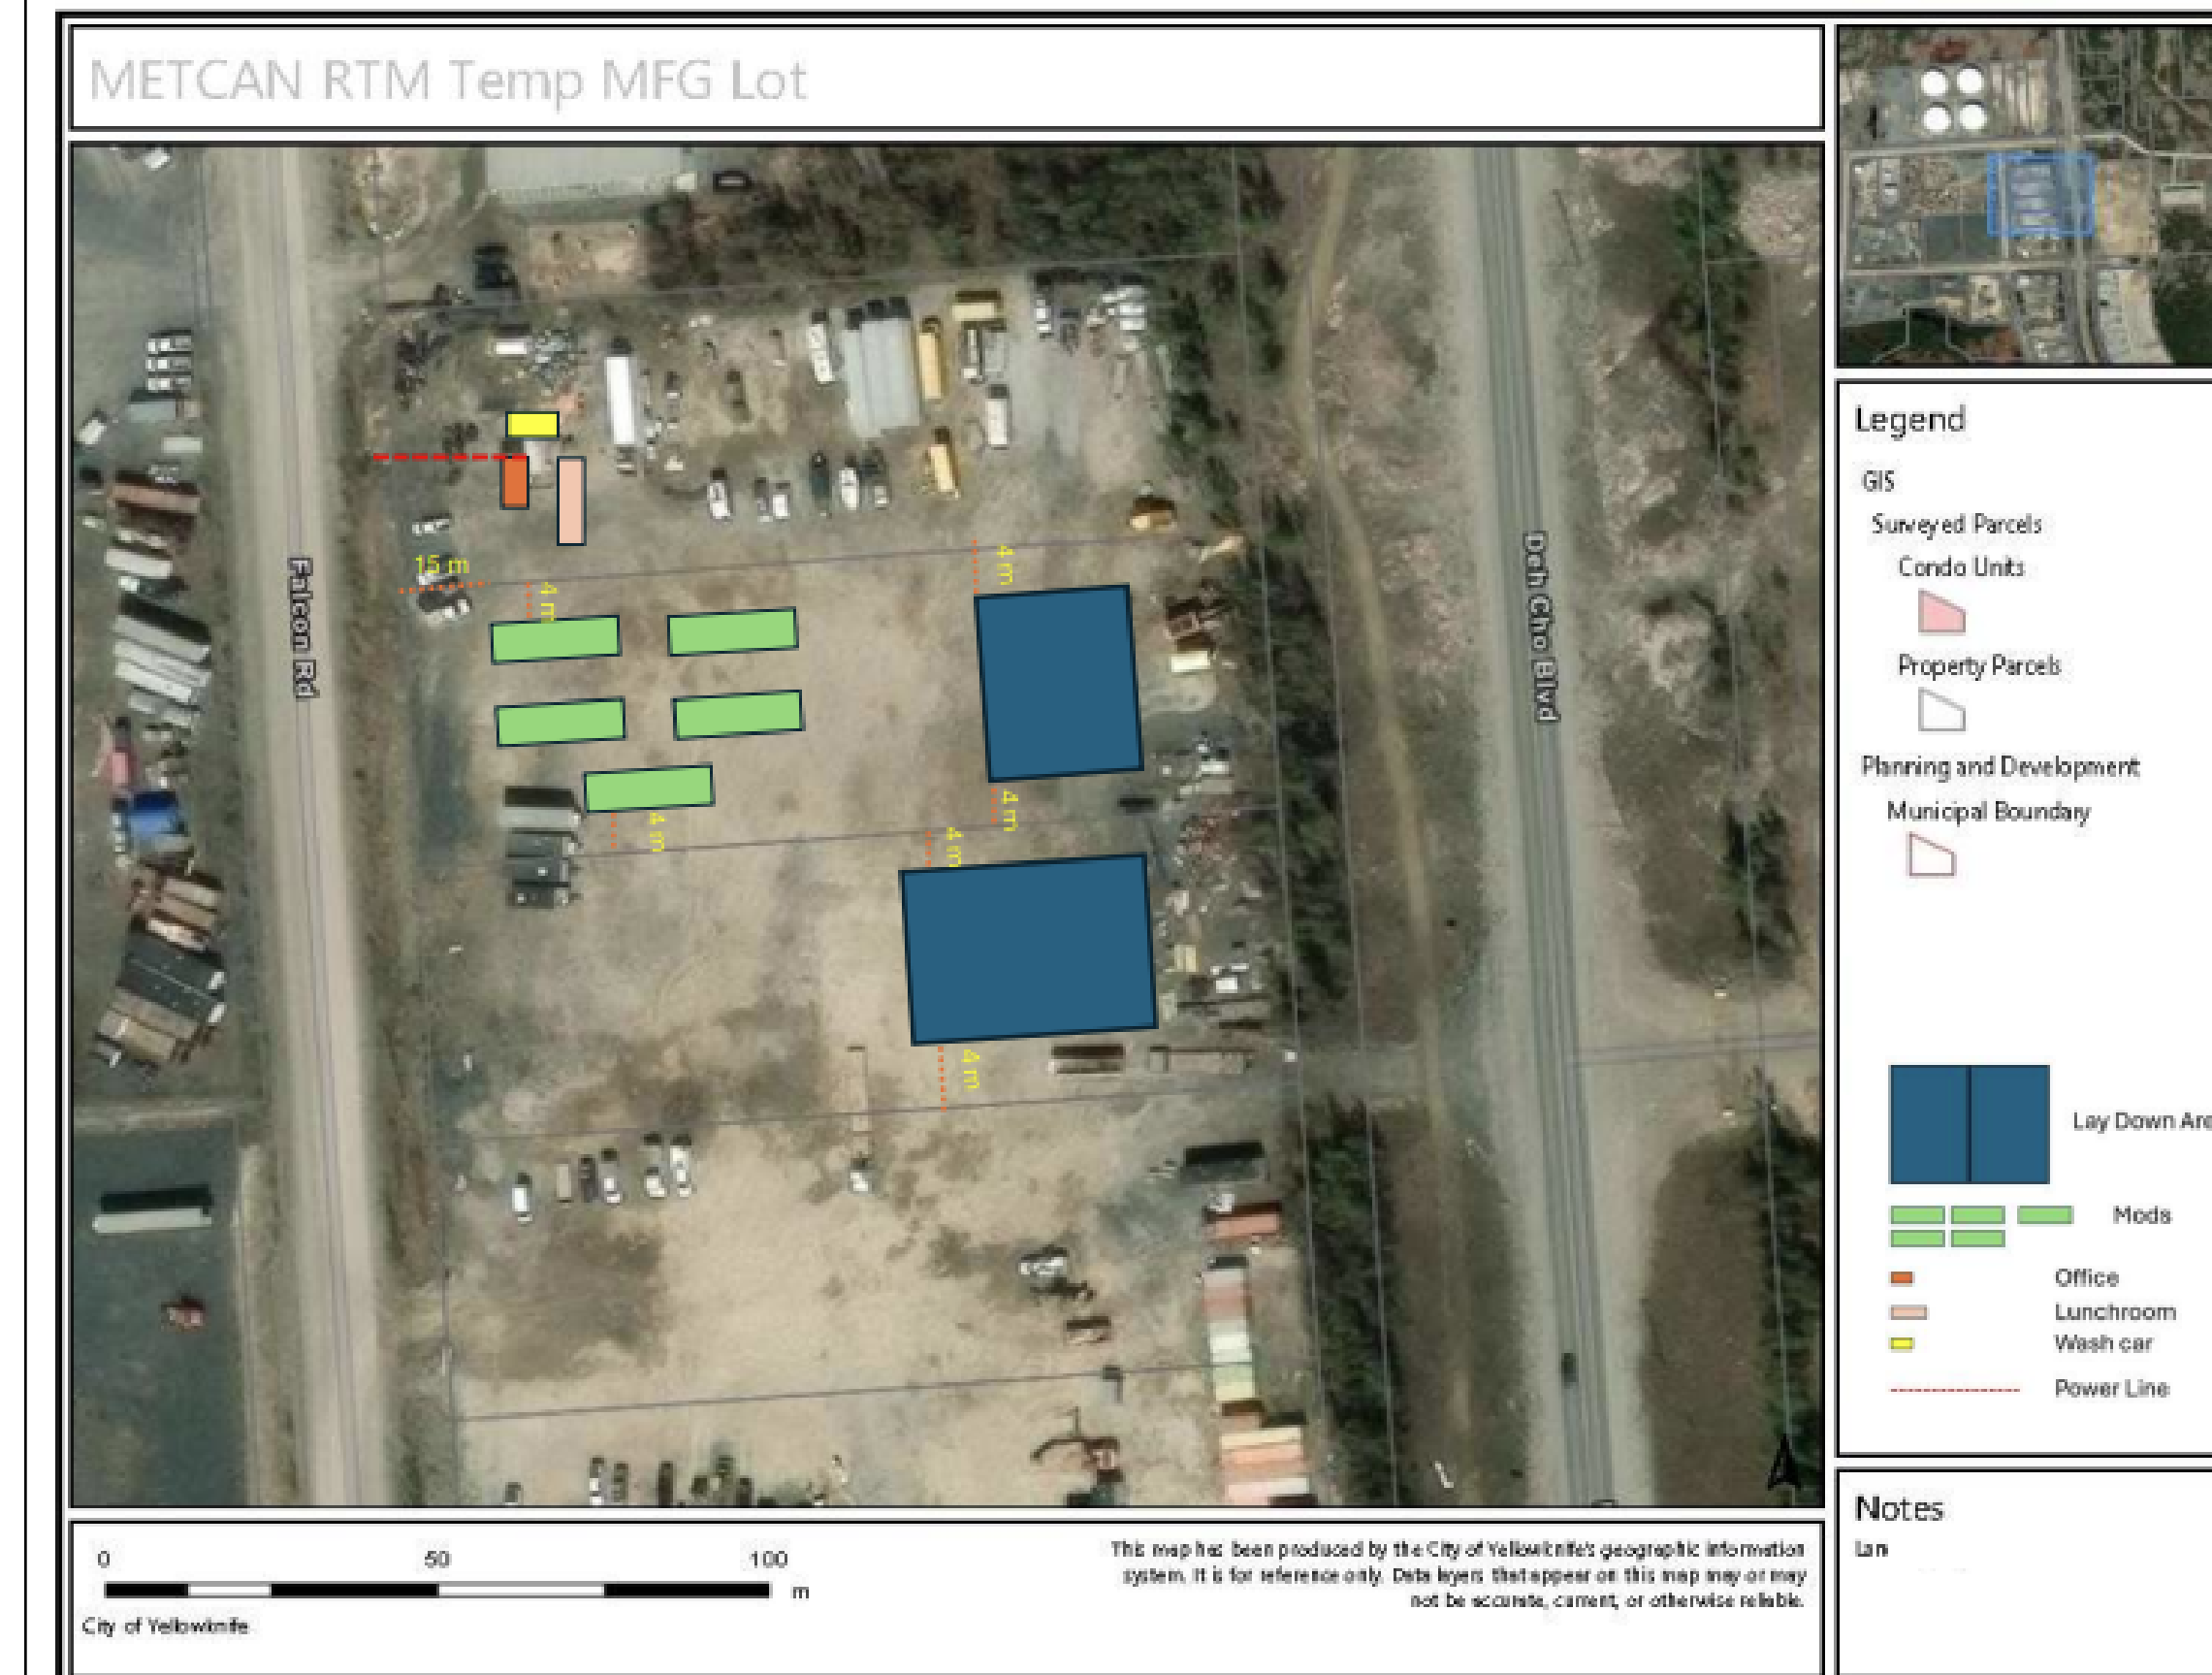 METCAN RTM Temp MFG Lot
Falcon Rd
Deh Cho Blvd
15 m
4 m
4 m
4 m
4 m
4 m
4 m
Legend
GIS
Surveyed Parcels
Condo Units
Property Parcels
Planning and Development
Municipal Boundary
Lay Down Are
Mods
Office
Lunchroom
Wash car
Power Line
Notes
Lan
0 50 100
m
City of Yellowknife
This map has been produced by the City of Yellowknife's geographic information
system. It is for reference only. Data layers that appear on this map may or may
not be accurate, current, or otherwise reliable.